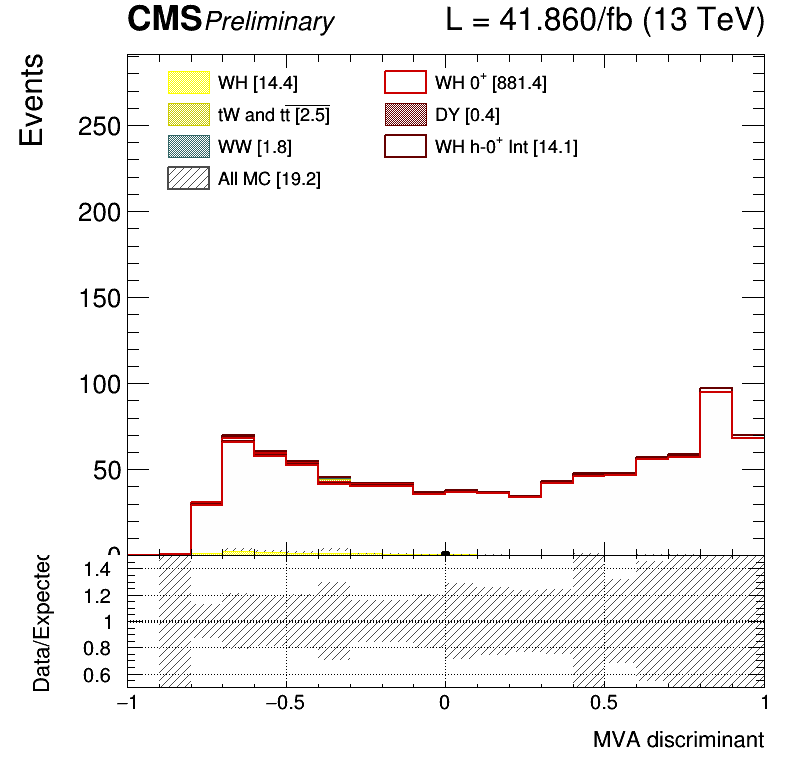 CMS Preliminary L = 41.860/fb (13 TeV)
Events
WH [14.4] WH 0⁺ [881.4]
tW and tt̅ [2.5] DY [0.4]
WW [1.8] WH h-0⁺ Int [14.1]
All MC [19.2]
250
200
150
100
50
0
Data/Expected
1.4
1.2
1
0.8
0.6
−1 −0.5 0 0.5 1
MVA discriminant